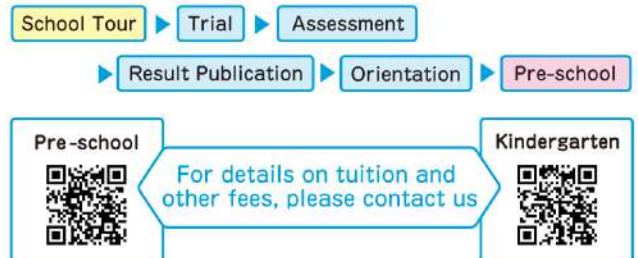 School Tour ▶ Trial ▶ Assessment
▶ Result Publication ▶ Orientation ▶ Pre-school
Pre-school
For details on tuition and
other fees, please contact us
Kindergarten